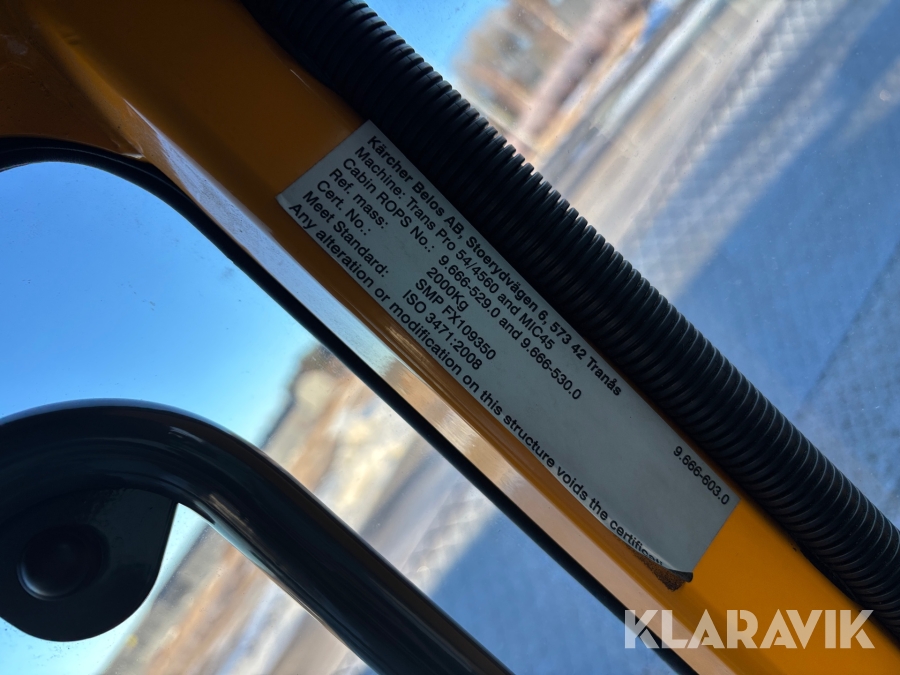 Kärcher Belos AB, Stoerydvägen 6, 573 42 Tranås
Machine: Trans Pro 54/4560 and MIC45
Cabin ROPS No.: 9.666-529.0 and 9.666-530.0
Ref. mass: 2000Kg
Cert. No.: SMP FX109350
Meet Standard: ISO 3471:2008
Any alteration or modification on this structure voids the
9.666-603.0
KLARAVIK